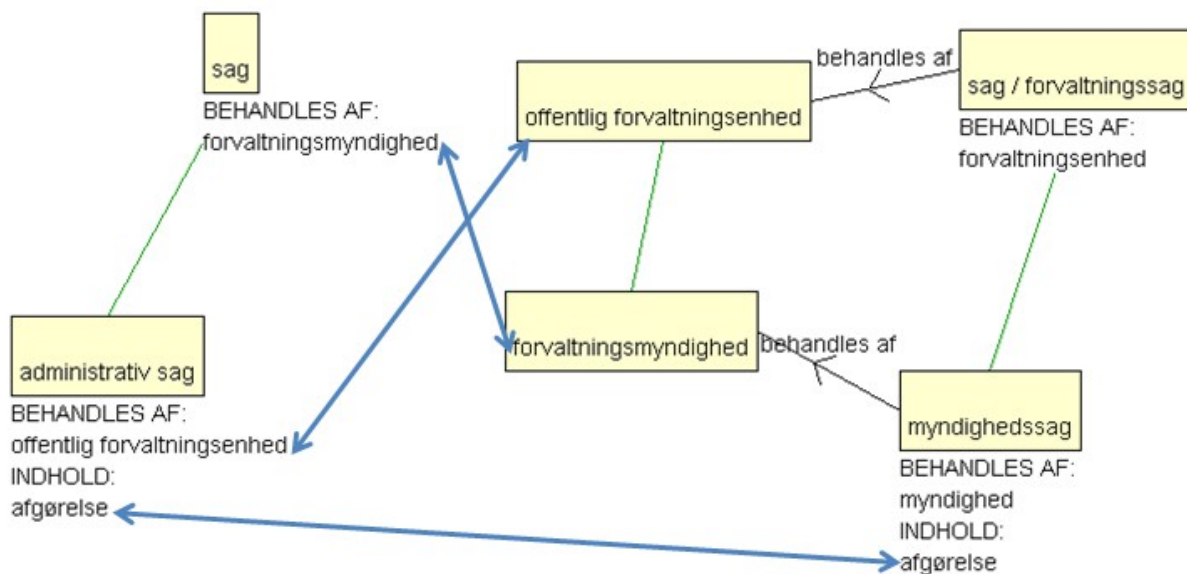 sag
BEHANDLES AF:
forvaltningsmyndighed
administrativ sag
BEHANDLES AF:
offentlig forvaltningsenhed
INDHOLD:
afgørelse
offentlig forvaltningsenhed
behandles af
sag / forvaltningssag
BEHANDLES AF:
forvaltningsenhed
forvaltningsmyndighed
behandles af
myndighedssag
BEHANDLES AF:
myndighed
INDHOLD:
afgørelse